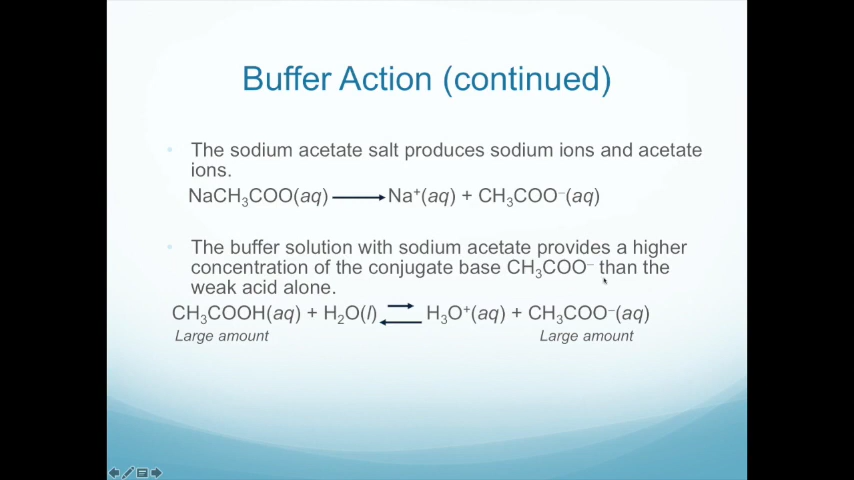 Buffer Action (continued)
• The sodium acetate salt produces sodium ions and acetate
ions.
NaCH₃COO(aq) ⟶ Na⁺(aq) + CH₃COO⁻(aq)
• The buffer solution with sodium acetate provides a higher
concentration of the conjugate base CH₃COO⁻ than the
weak acid alone.
CH₃COOH(aq) + H₂O(l) ⇄ H₃O⁺(aq) + CH₃COO⁻(aq)
Large amount Large amount